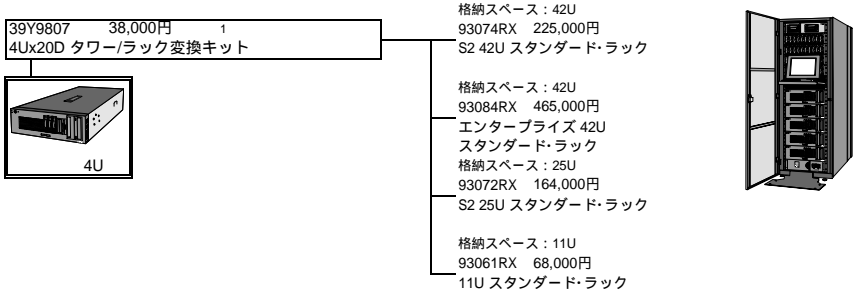 39Y9807 38,000円 1
4Ux20D タワー/ラック変換キット
4U
格納スペース：42U
93074RX 225,000円
S2 42U スタンダード・ラック
格納スペース：42U
93084RX 465,000円
エンタープライズ 42U
スタンダード・ラック
格納スペース：25U
93072RX 164,000円
S2 25U スタンダード・ラック
格納スペース：11U
93061RX 68,000円
11U スタンダード・ラック